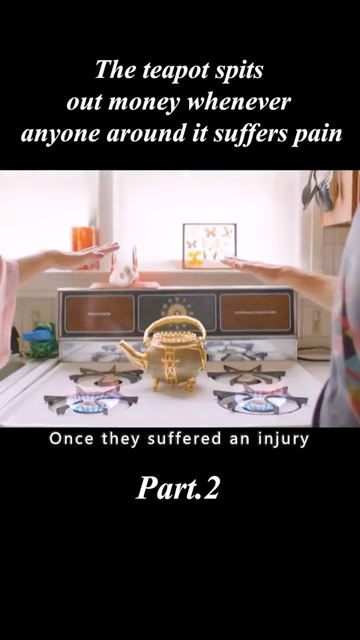 The teapot spits
out money whenever
anyone around it suffers pain
Once they suffered an injury
Part.2